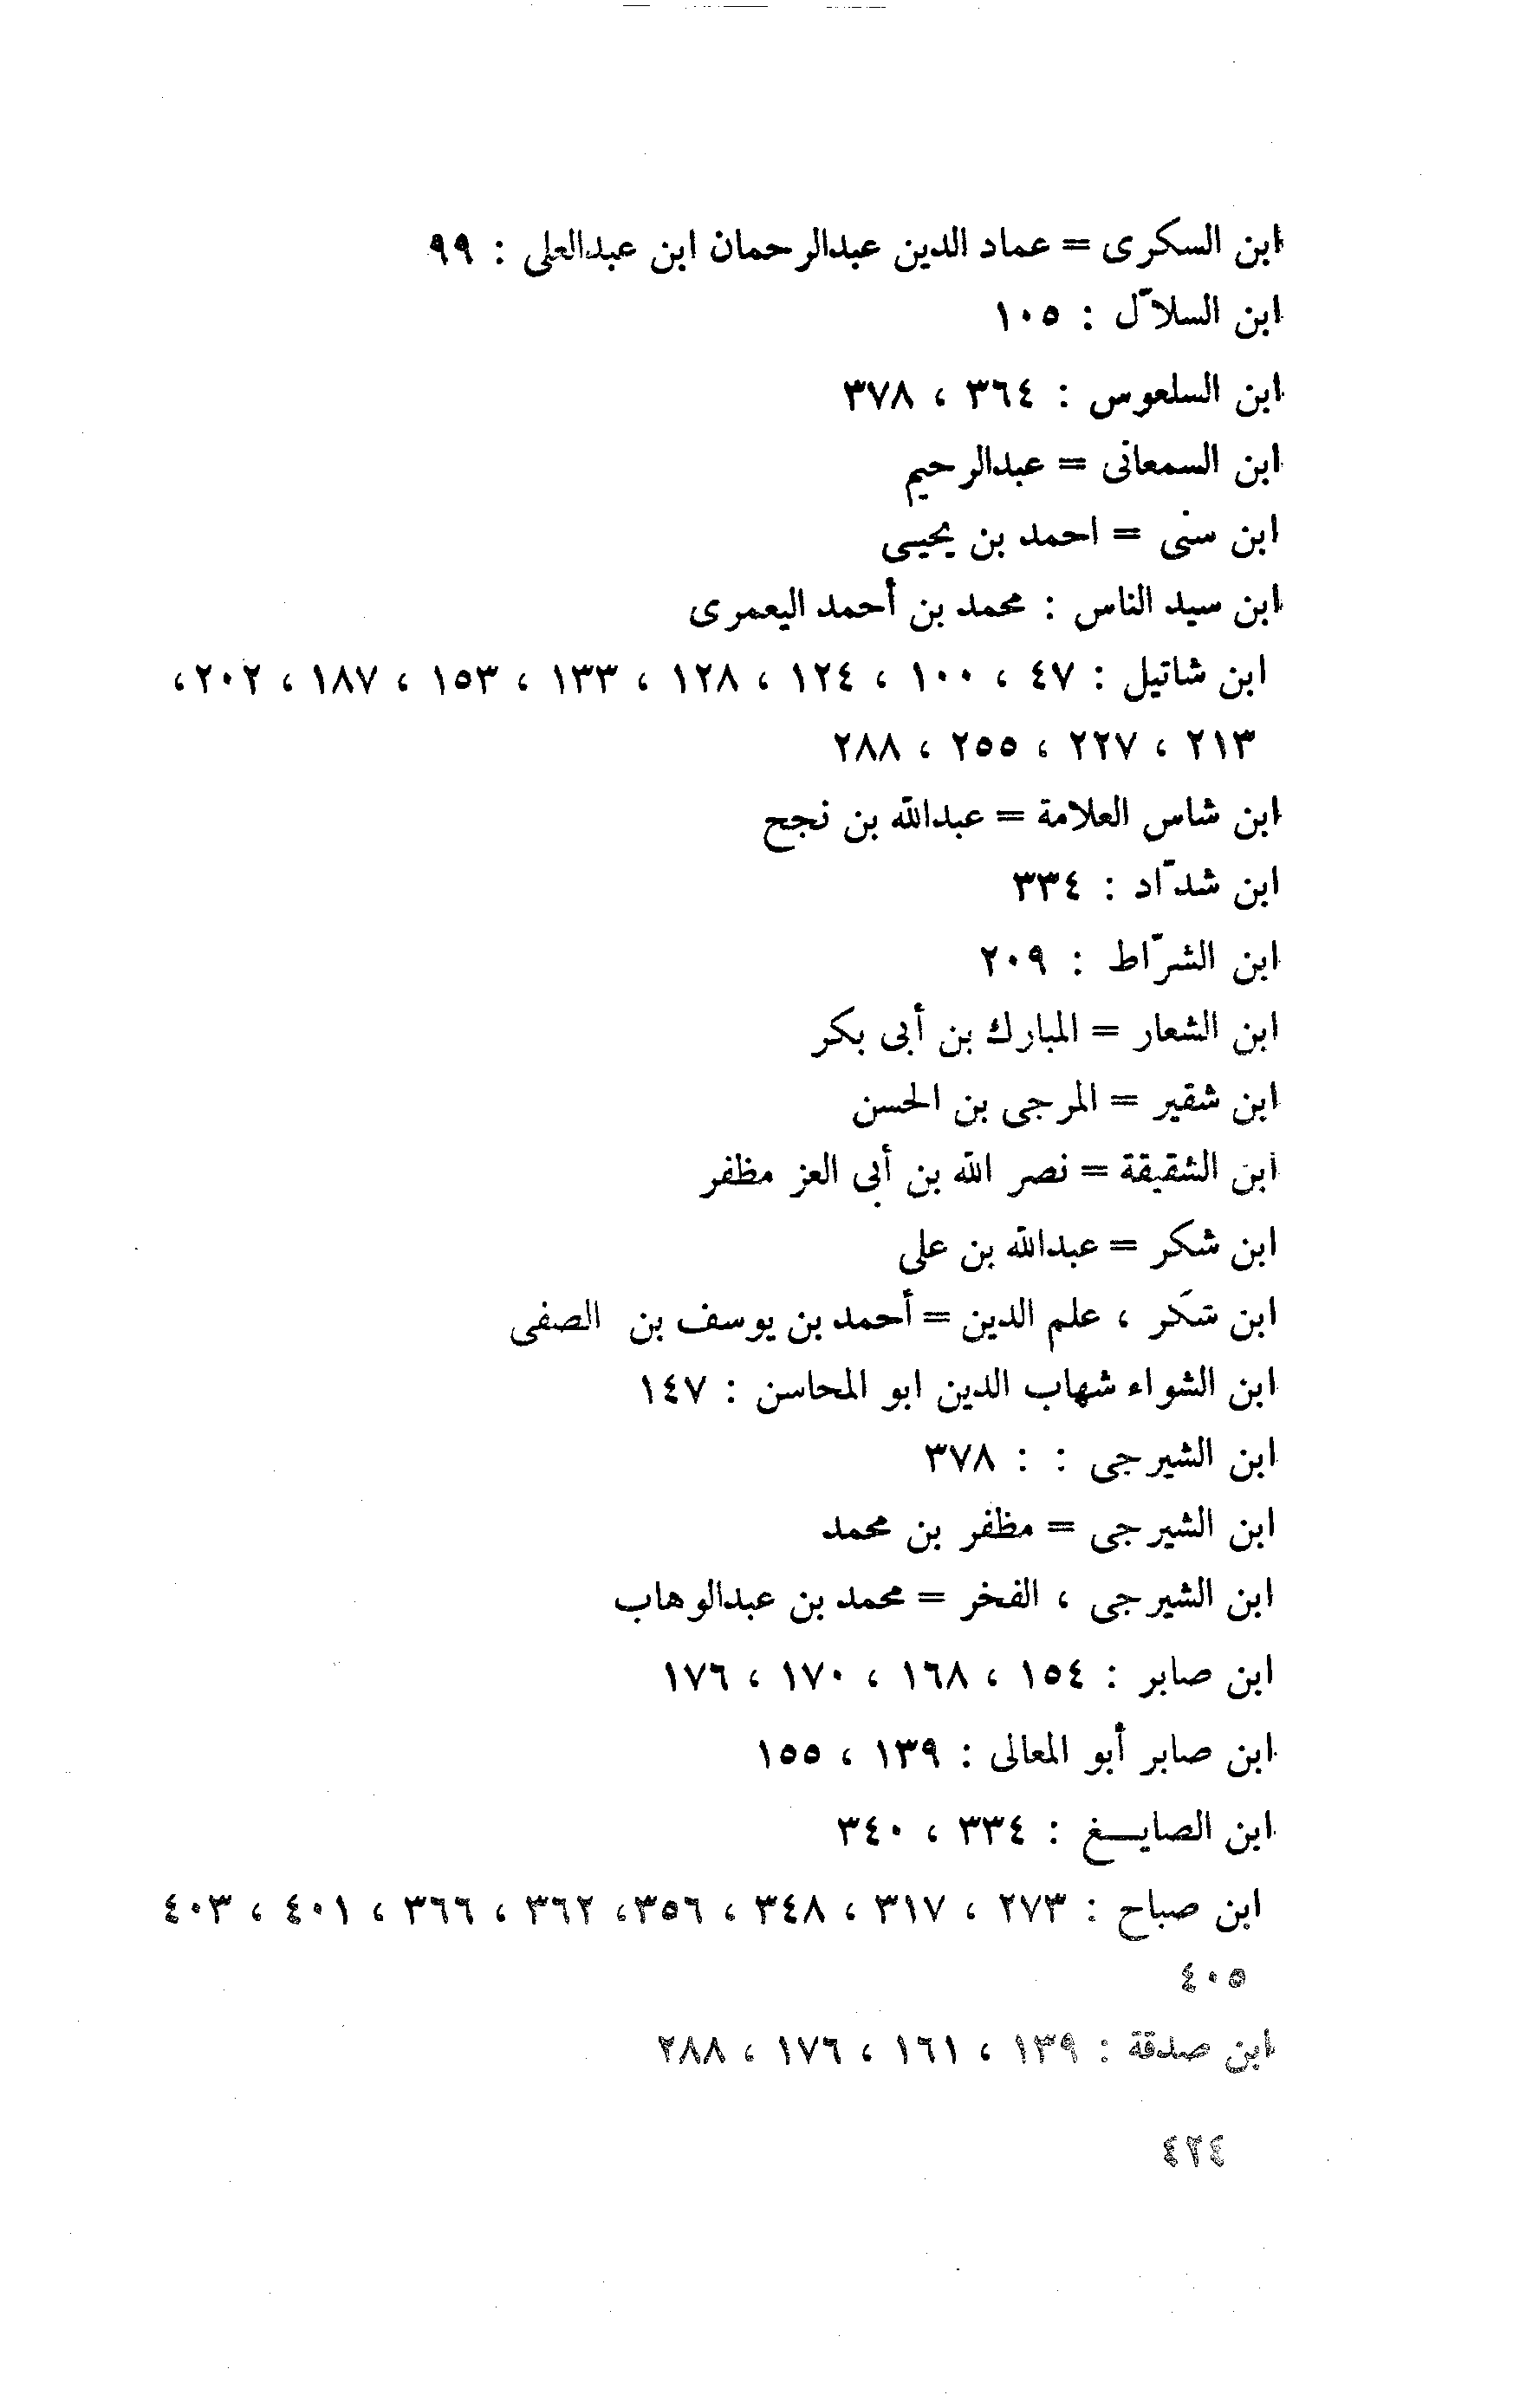 ابن السكرى = عماد الدين عبدالرحمان ابن عبدالعلى : ٩٩
ابن السلاّل : ١٠٥
ابن السلعوس : ٣٦٤ ، ٣٧٨
ابن السمعانى = عبدالرحيم
ابن سنى = احمد بن يحيى
ابن سيد الناس : محمد بن أحمد اليعمرى
ابن شاتيل : ٤٧ ، ١٠٠ ، ١٢٤ ، ١٢٨ ، ١٣٣ ، ١٥٣ ، ١٨٧ ، ٢٠٢ ،
٢١٣ ، ٢٢٧ ، ٢٥٥ ، ٢٨٨
ابن شاس العلامة = عبدالله بن نجح
ابن شدّاد : ٣٣٤
ابن الشرّاط : ٢٠٩
ابن الشعار = المبارك بن أبى بكر
ابن شقير = المرجى بن الحسن
ابن الشقيقة = نصر الله بن أبي العز مظفر
ابن شكر = عبدالله بن على
ابن شكر ، علم الدين = أحمد بن يوسف بن الصفى
ابن الشواء شهاب الدين ابو المحاسن : ١٤٧
ابن الشيرجى : : ٣٧٨
ابن الشيرجى = مظفر بن محمد
ابن الشيرجى ، الفخر = محمد بن عبدالوهاب
ابن صابر : ١٥٤ ، ١٦٨ ، ١٧٠ ، ١٧٦
ابن صابر أبو المعالى : ١٣٩ ، ١٥٥
ابن الصايـغ : ٣٣٤ ، ٣٤٠
ابن صباح : ٢٧٣ ، ٣١٧ ، ٣٤٨ ، ٣٥٦، ٣٦٢ ، ٣٦٦ ، ٤٠١ ، ٤٠٣
٤٠٥
ابن صدقة : ١٣٩ ، ١٦١ ، ١٧٦ ، ٢٨٨
٤٢٤